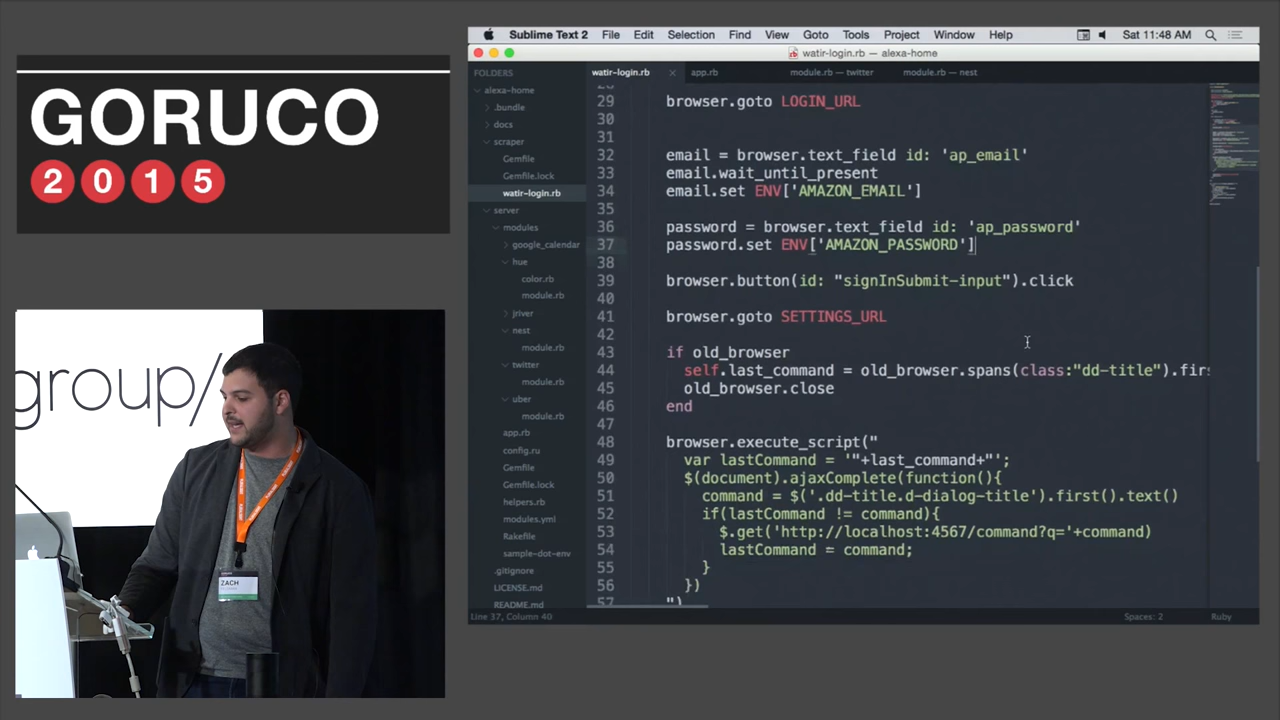 GORUCO
2015
group/
ZACH
Sublime Text 2 File Edit Selection Find View Goto Tools Project Window Help Sat 11:48 AM
watir-login.rb — alexa-home
FOLDERS
alexa-home
.bundle
docs
scraper
Gemfile
Gemfile.lock
watir-login.rb
server
modules
google_calendar
hue
color.rb
module.rb
jriver
nest
module.rb
twitter
module.rb
uber
module.rb
app.rb
config.ru
Gemfile
Gemfile.lock
helpers.rb
modules.yml
Rakefile
sample-dot-env
.gitignore
LICENSE.md
README.md
watir-login.rb × app.rb module.rb — twitter module.rb — nest
29 browser.goto LOGIN_URL
30
31
32 email = browser.text_field id: 'ap_email'
33 email.wait_until_present
34 email.set ENV['AMAZON_EMAIL']
35
36 password = browser.text_field id: 'ap_password'
37 password.set ENV['AMAZON_PASSWORD']
38
39 browser.button(id: "signInSubmit-input").click
40
41 browser.goto SETTINGS_URL
42
43 if old_browser
44 self.last_command = old_browser.spans(class:"dd-title").firs
45 old_browser.close
46 end
47
48 browser.execute_script("
49 var lastCommand = '"+last_command+"';
50 $(document).ajaxComplete(function(){
51 command = $('.dd-title.d-dialog-title').first().text()
52 if(lastCommand != command){
53 $.get('http://localhost:4567/command?q='+command)
54 lastCommand = command;
55 }
56 })
57 ")
Line 37, Column 40 Spaces: 2 Ruby